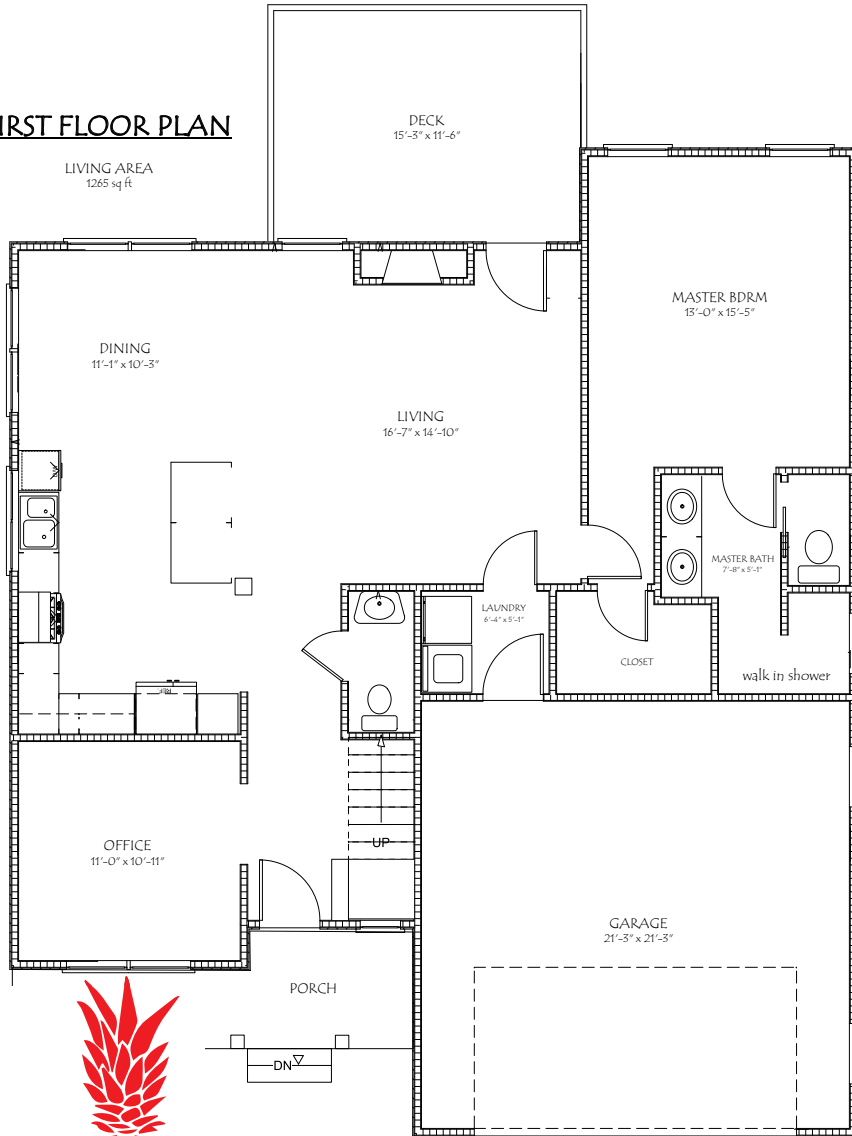 IRST FLOOR PLAN
LIVING AREA
1265 sq ft
DECK
15'-3" x 11'-6"
MASTER BDRM
13'-0" x 15'-5"
DINING
11'-1" x 10'-3"
LIVING
16'-7" x 14'-10"
MASTER BATH
7'-8" x 5'-1"
LAUNDRY
6'-4" x 5'-1"
CLOSET
walk in shower
REF.
UP
OFFICE
11'-0" x 10'-11"
GARAGE
21'-3" x 21'-3"
PORCH
DN